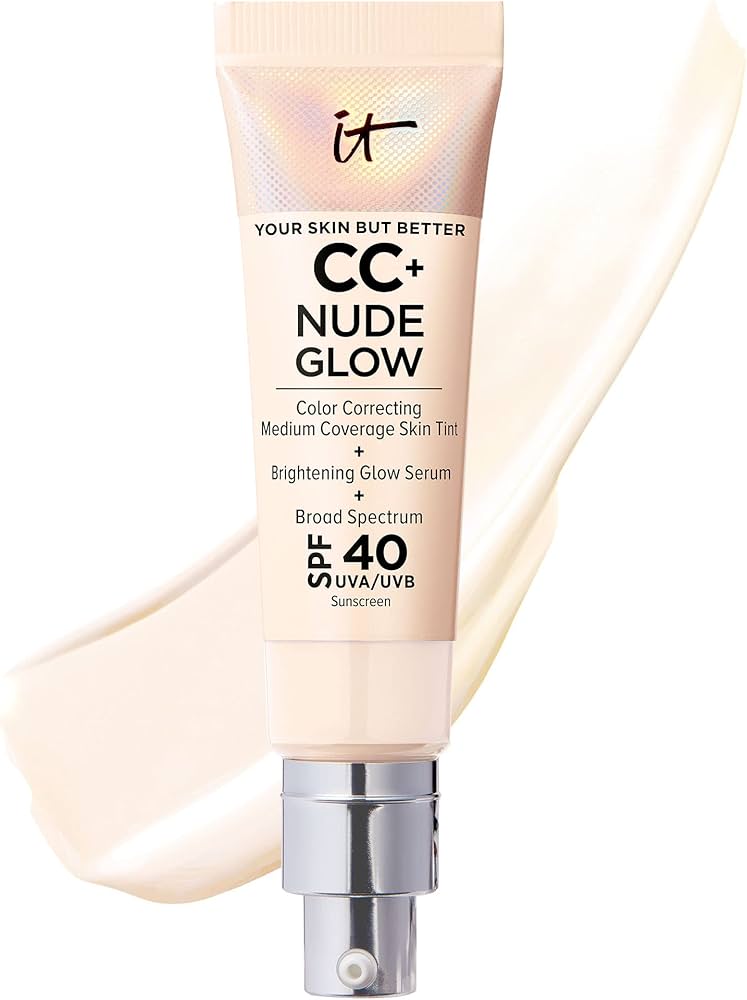 it
YOUR SKIN BUT BETTER
CC+
NUDE
GLOW
Color Correcting
Medium Coverage Skin Tint
+
Brightening Glow Serum
+
Broad Spectrum
SPF 40
UVA/UVB
Sunscreen